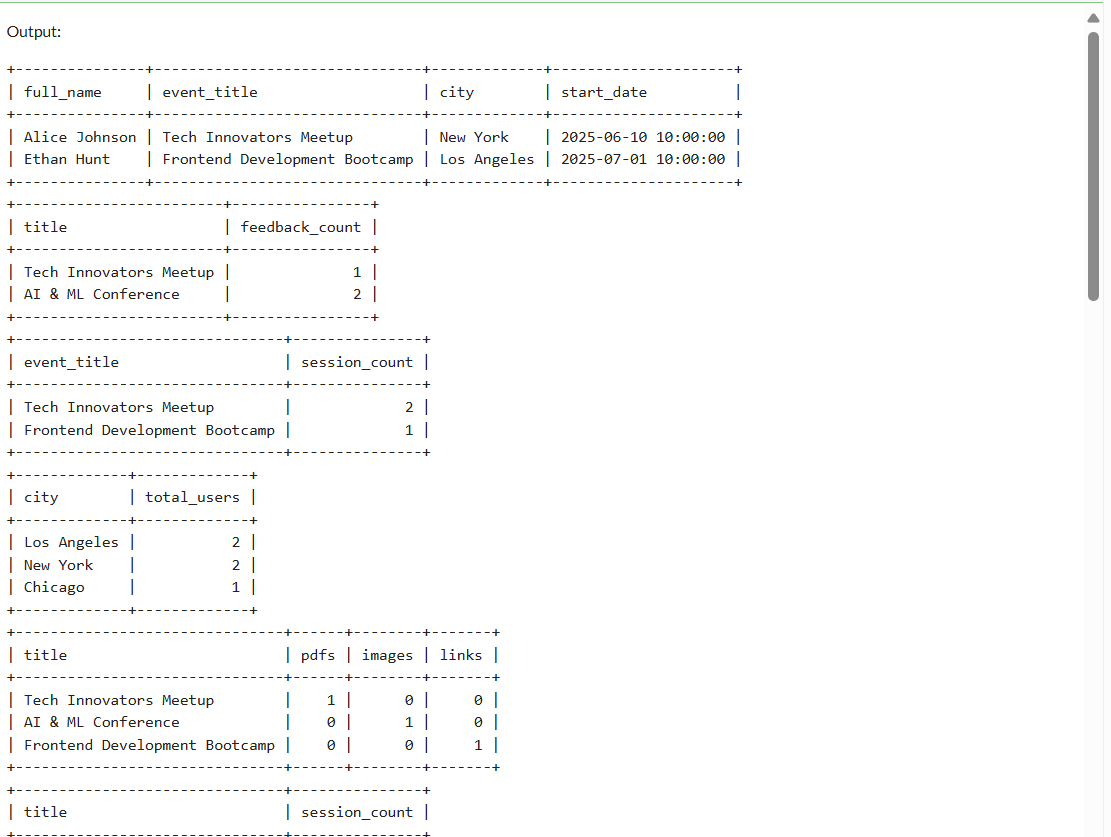 Output:
+---------------+-------------------------------+-------------+---------------------+
| full_name     | event_title                   | city        | start_date          |
+---------------+-------------------------------+-------------+---------------------+
| Alice Johnson | Tech Innovators Meetup        | New York    | 2025-06-10 10:00:00 |
| Ethan Hunt    | Frontend Development Bootcamp | Los Angeles | 2025-07-01 10:00:00 |
+---------------+-------------------------------+-------------+---------------------+
+------------------------+----------------+
| title                  | feedback_count |
+------------------------+----------------+
| Tech Innovators Meetup |              1 |
| AI & ML Conference     |              2 |
+------------------------+----------------+
+-------------------------------+---------------+
| event_title                   | session_count |
+-------------------------------+---------------+
| Tech Innovators Meetup        |             2 |
| Frontend Development Bootcamp |             1 |
+-------------------------------+---------------+
+-------------+-------------+
| city        | total_users |
+-------------+-------------+
| Los Angeles |           2 |
| New York    |           2 |
| Chicago     |           1 |
+-------------+-------------+
+-------------------------------+------+--------+-------+
| title                         | pdfs | images | links |
+-------------------------------+------+--------+-------+
| Tech Innovators Meetup        |    1 |      0 |     0 |
| AI & ML Conference            |    0 |      1 |     0 |
| Frontend Development Bootcamp |    0 |      0 |     1 |
+-------------------------------+------+--------+-------+
+-------------------------------+---------------+
| title                         | session_count |
+-------------------------------+---------------+